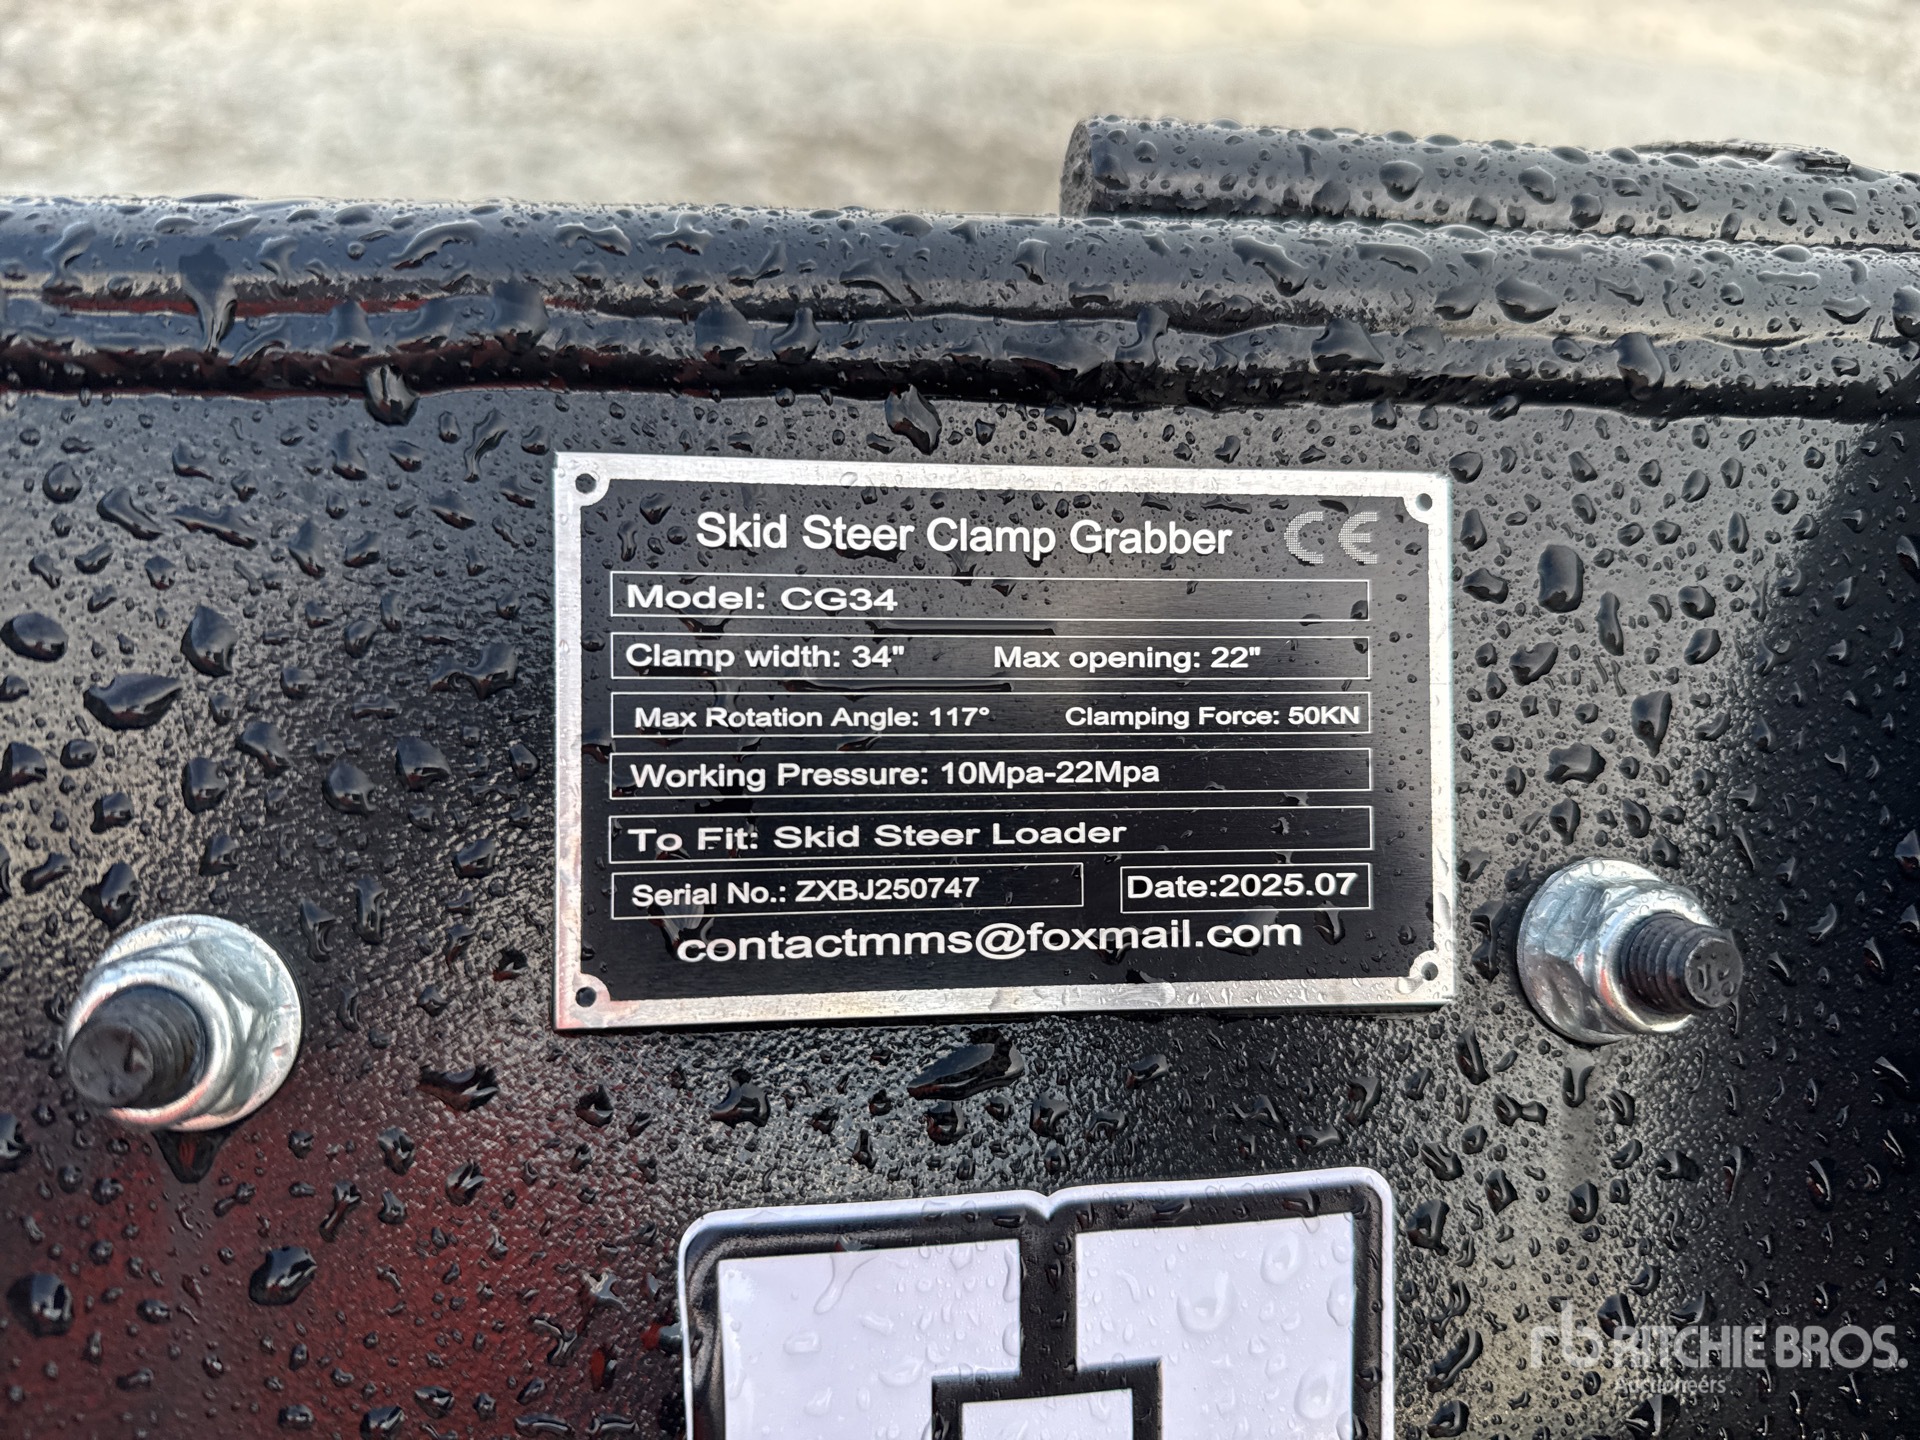 Skid Steer Clamp Grabber CE
Model: CG34
Clamp width: 34" Max opening: 22"
Max Rotation Angle: 117° Clamping Force: 50KN
Working Pressure: 10Mpa-22Mpa
To Fit: Skid Steer Loader
Serial No.: ZXBJ250747 Date:2025.07
contactmms@foxmail.com
rb RITCHIE BROS.
Auctioneers